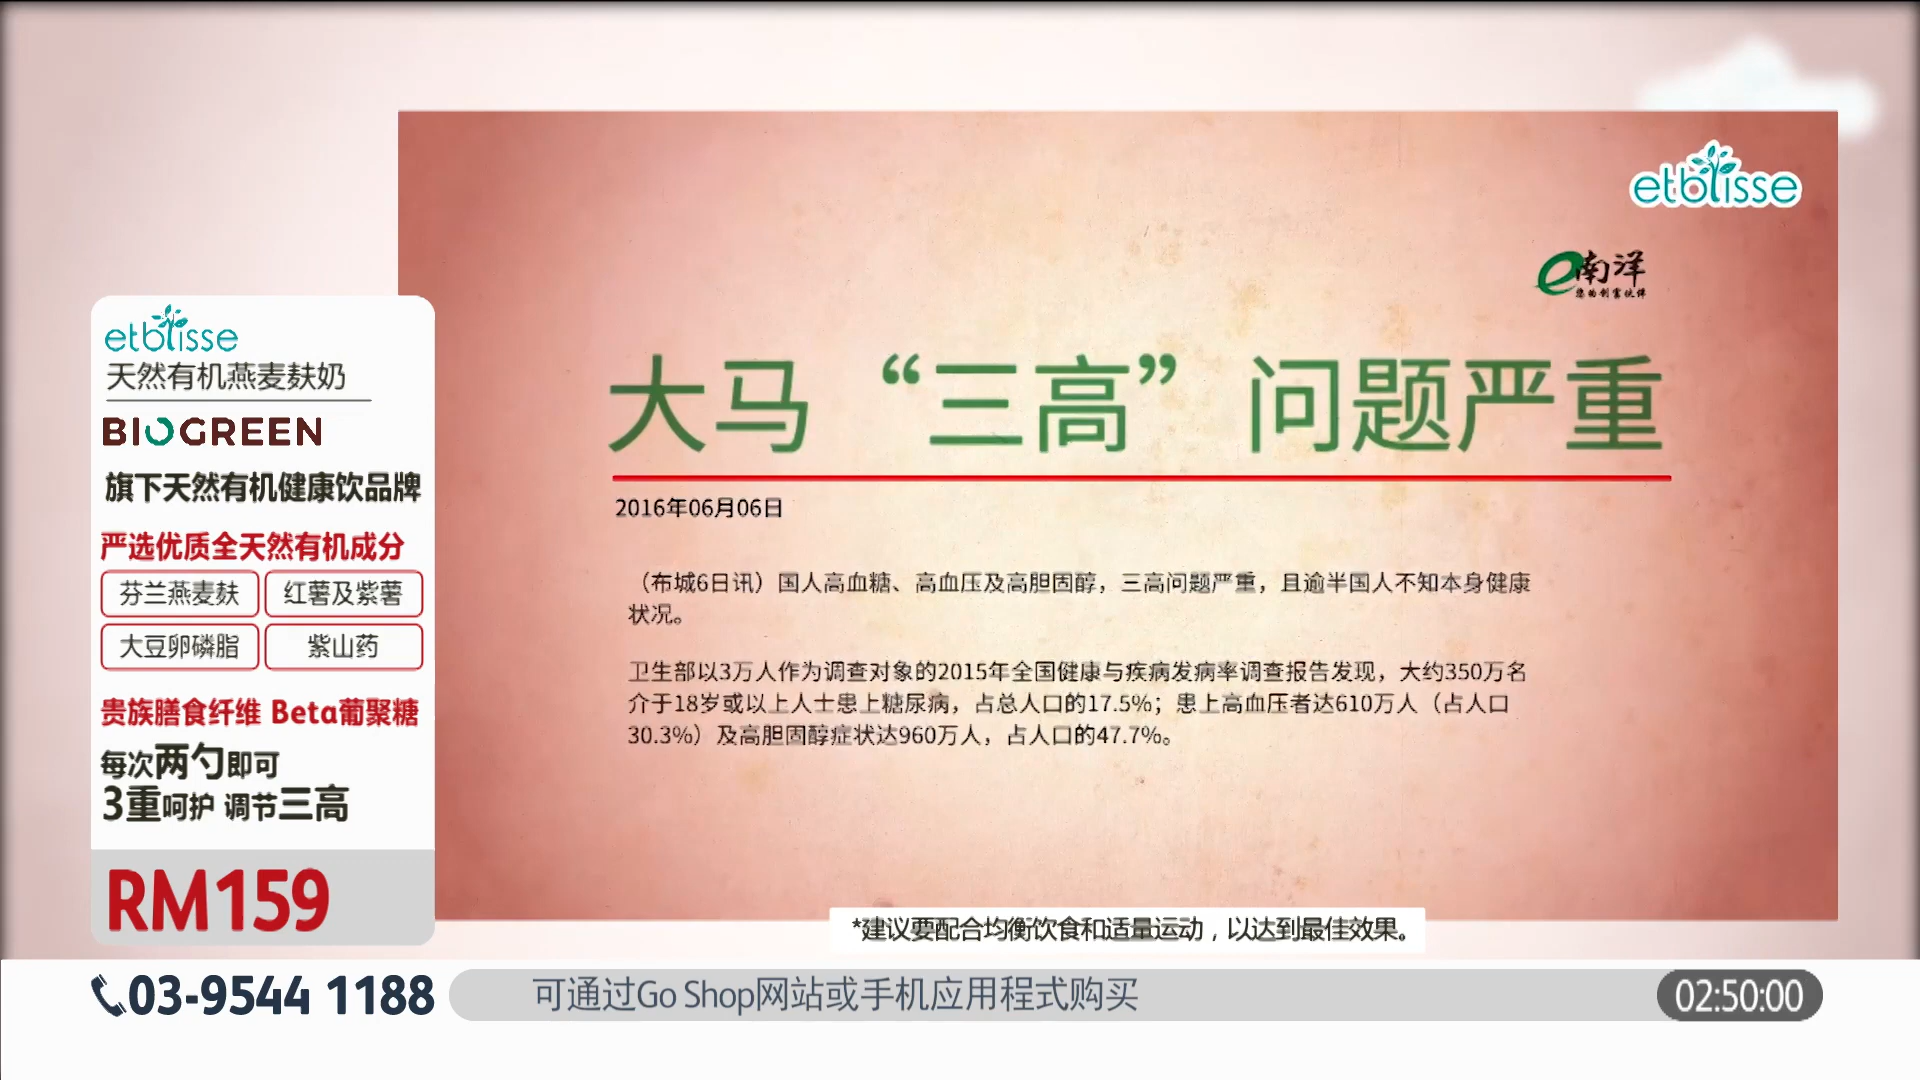 etblisse
e南洋
您的创富伙伴
大马“三高”问题严重
2016年06月06日
（布城6日讯）国人高血糖、高血压及高胆固醇，三高问题严重，且逾半国人不知本身健康
状况。
卫生部以3万人作为调查对象的2015年全国健康与疾病发病率调查报告发现，大约350万名
介于18岁或以上人士患上糖尿病，占总人口的17.5%；患上高血压者达610万人（占人口
30.3%）及高胆固醇症状达960万人，占人口的47.7%。
etblisse
天然有机燕麦麸奶
BIOGREEN
旗下天然有机健康饮品牌
严选优质全天然有机成分
芬兰燕麦麸 红薯及紫薯
大豆卵磷脂 紫山药
贵族膳食纤维 Beta葡聚糖
每次两勺即可
3重呵护 调节三高
RM159
*建议要配合均衡饮食和适量运动，以达到最佳效果。
03-9544 1188
可通过Go Shop网站或手机应用程式购买
02:50:00